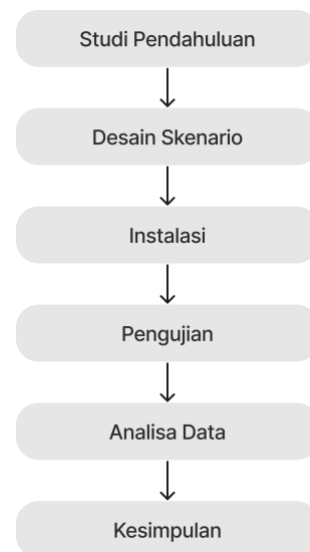 Studi Pendahuluan
Desain Skenario
Instalasi
Pengujian
Analisa Data
Kesimpulan